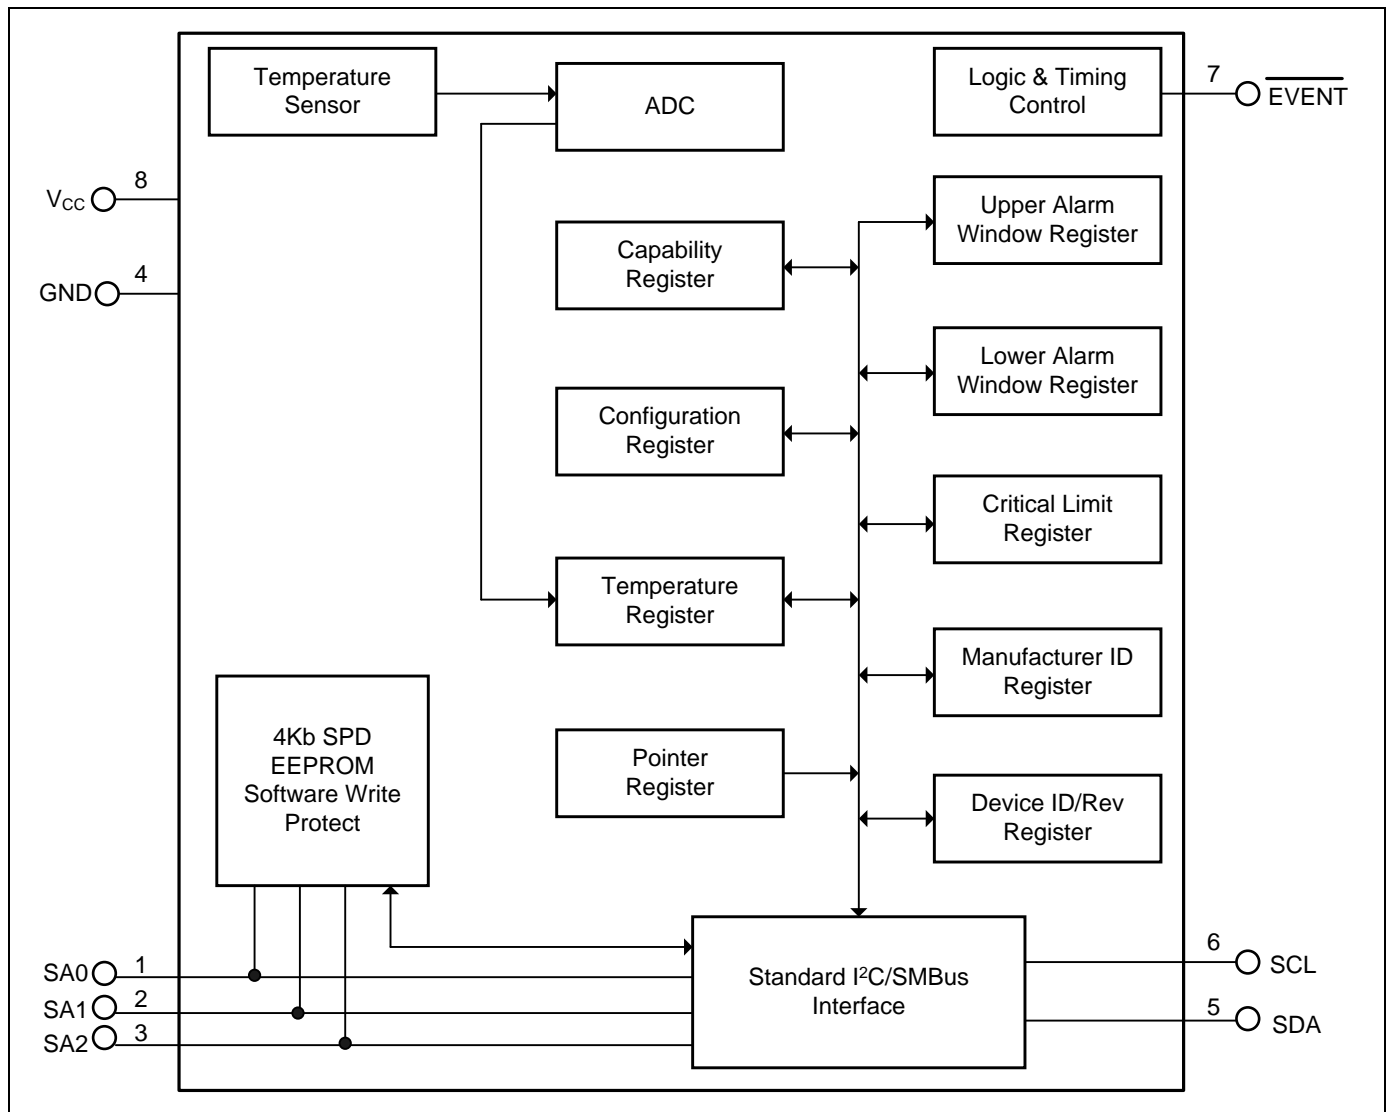 Temperature
Sensor
ADC
Logic & Timing
Control
7
EVENT
8
VCC
Upper Alarm
Window Register
Capability
Register
4
GND
Lower Alarm
Window Register
Configuration
Register
Critical Limit
Register
Temperature
Register
Manufacturer ID
Register
4Kb SPD
EEPROM
Software Write
Protect
Pointer
Register
Device ID/Rev
Register
SA0
1
SA1
2
SA2
3
Standard I²C/SMBus
Interface
6
SCL
5
SDA